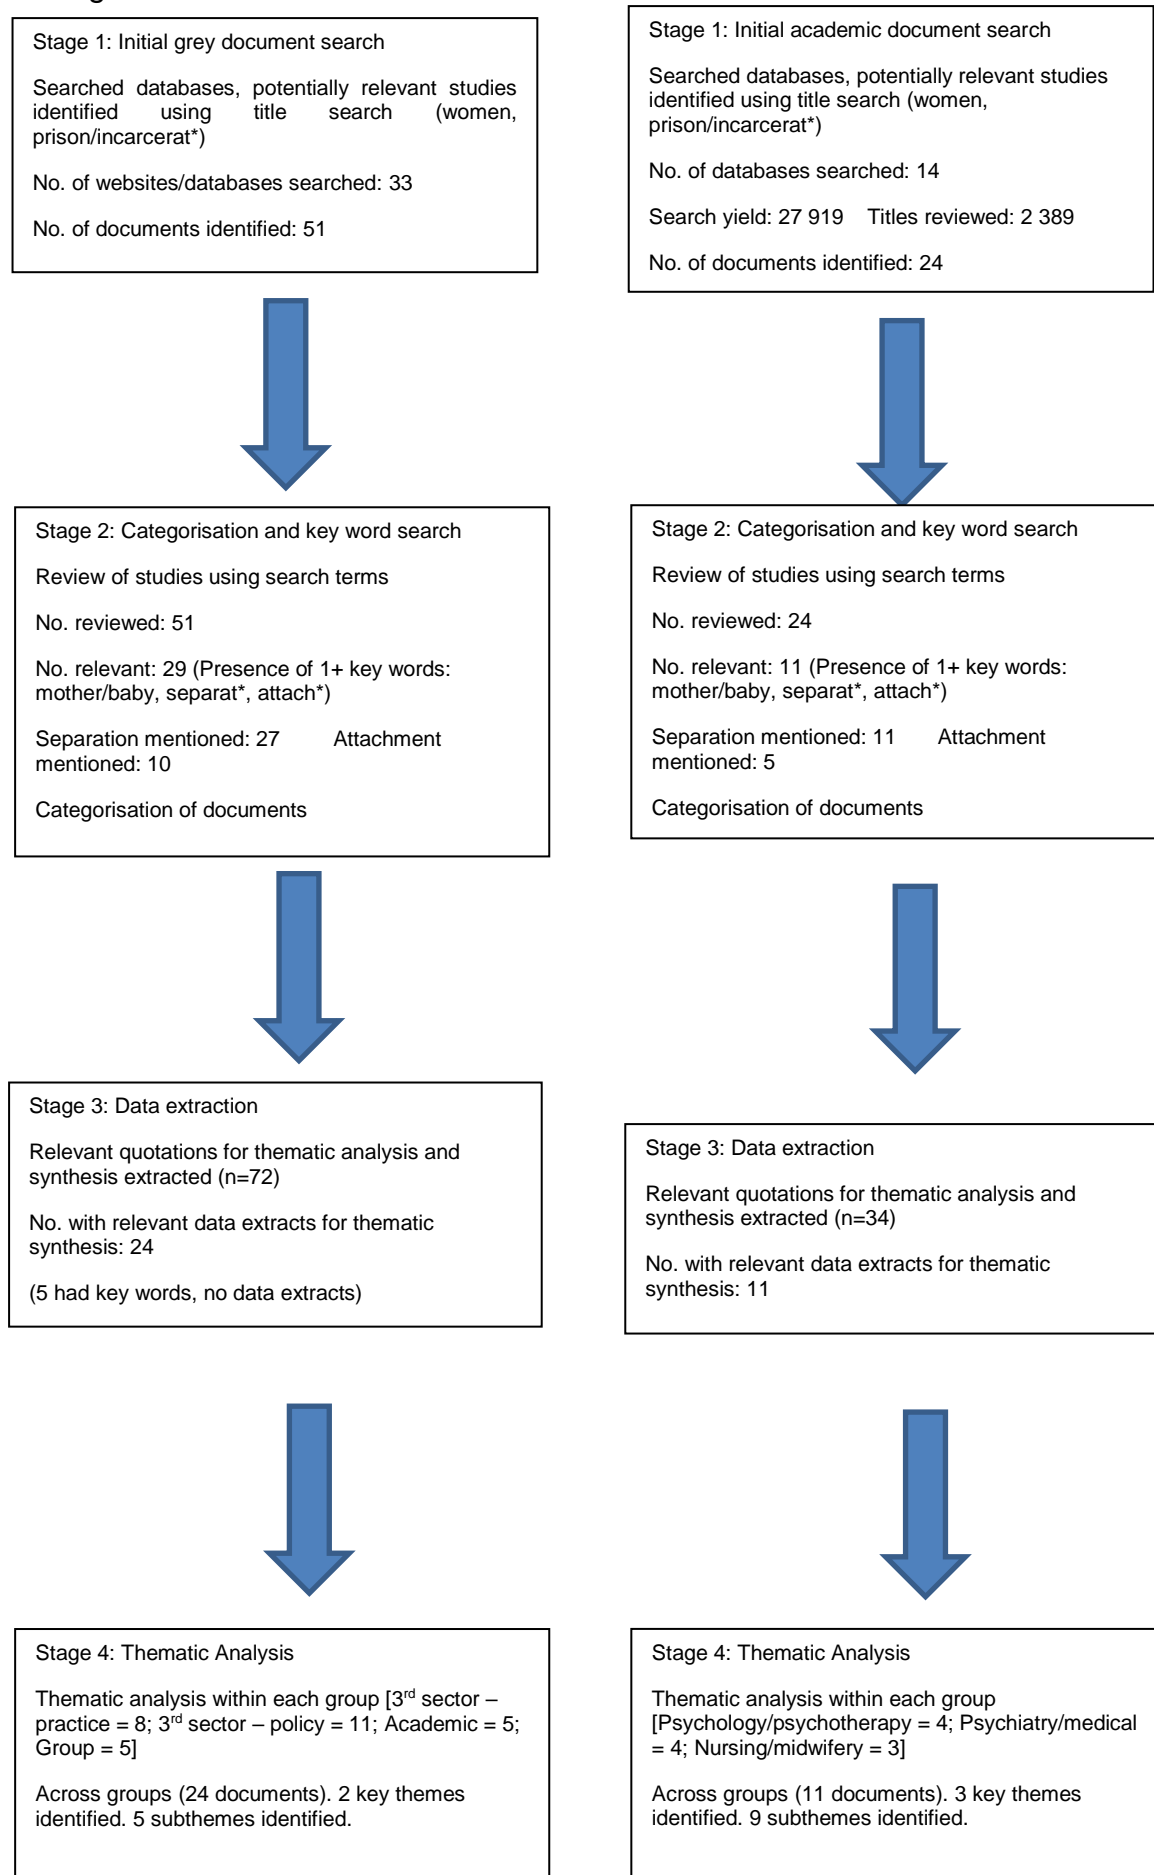 Stage 1: Initial grey document search
Searched databases, potentially relevant studies
identified using title search (women,
prison/incarcerat*)
No. of websites/databases searched: 33
No. of documents identified: 51
Stage 2: Categorisation and key word search
Review of studies using search terms
No. reviewed: 51
No. relevant: 29 (Presence of 1+ key words:
mother/baby, separat*, attach*)
Separation mentioned: 27 Attachment
mentioned: 10
Categorisation of documents
Stage 3: Data extraction
Relevant quotations for thematic analysis and
synthesis extracted (n=72)
No. with relevant data extracts for thematic
synthesis: 24
(5 had key words, no data extracts)
Stage 4: Thematic Analysis
Thematic analysis within each group [3rd sector –
practice = 8; 3rd sector – policy = 11; Academic = 5;
Group = 5]
Across groups (24 documents). 2 key themes
identified. 5 subthemes identified.
Stage 1: Initial academic document search
Searched databases, potentially relevant studies
identified using title search (women,
prison/incarcerat*)
No. of databases searched: 14
Search yield: 27 919 Titles reviewed: 2 389
No. of documents identified: 24
Stage 2: Categorisation and key word search
Review of studies using search terms
No. reviewed: 24
No. relevant: 11 (Presence of 1+ key words:
mother/baby, separat*, attach*)
Separation mentioned: 11 Attachment
mentioned: 5
Categorisation of documents
Stage 3: Data extraction
Relevant quotations for thematic analysis and
synthesis extracted (n=34)
No. with relevant data extracts for thematic
synthesis: 11
Stage 4: Thematic Analysis
Thematic analysis within each group
[Psychology/psychotherapy = 4; Psychiatry/medical
= 4; Nursing/midwifery = 3]
Across groups (11 documents). 3 key themes
identified. 9 subthemes identified.